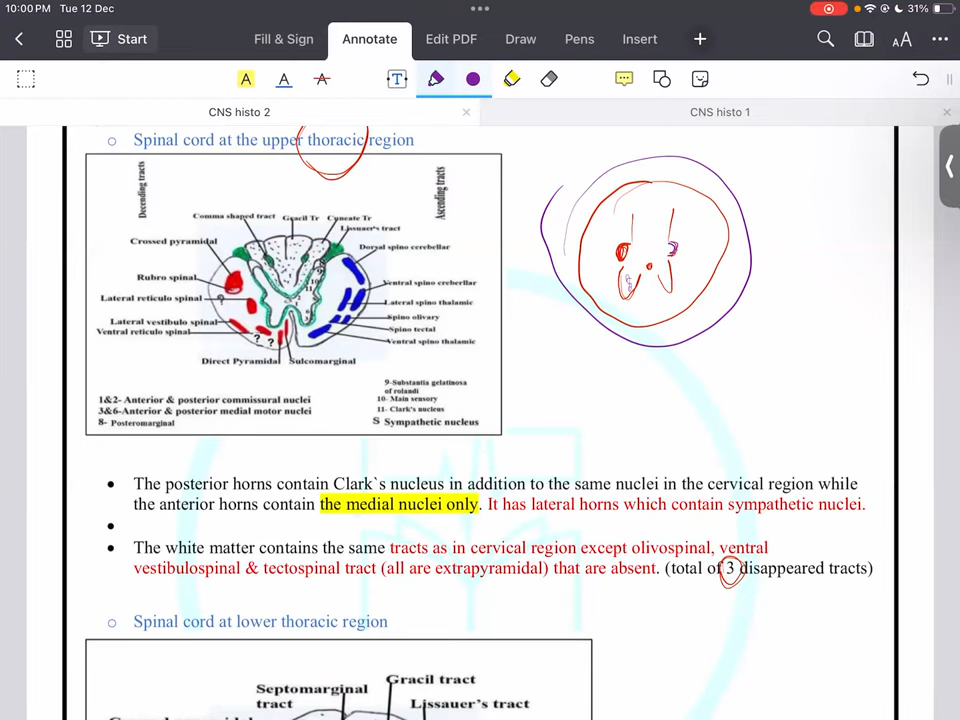 10:00 PM Tue 12 Dec
31%
Start
Fill & Sign
Annotate
Edit PDF
Draw
Pens
Insert
CNS histo 2
CNS histo 1
Spinal cord at the upper thoracic region
Decending tracts
Ascending tracts
Comma shaped tract
Gracil Tr
Cuneate Tr
Lissuaer's tract
Crossed pyramidal
Dorsal spino cerebellar
Rubro spinal
Ventral spino crebrellar
Lateral reticulo spinal
Lateral spino thalamic
Lateral vestibulo spinal
Spino olivary
Ventral reticulo spinal
Spino tectal
Ventral spino thalamic
? ?
Direct Pyramidal
Sulcomarginal
9-Substantia gelatinosa
of rolandi
1&2- Anterior & posterior commissural nuclei
10- Main sensory
3&6-Anterior & posterior medial motor nuclei
11- Clark's nucleus
8- Posteromarginal
S Sympathetic nucleus
The posterior horns contain Clark`s nucleus in addition to the same nuclei in the cervical region while
the anterior horns contain the medial nuclei only. It has lateral horns which contain sympathetic nuclei.
The white matter contains the same tracts as in cervical region except olivospinal, ventral
vestibulospinal & tectospinal tract (all are extrapyramidal) that are absent. (total of 3 disappeared tracts)
Spinal cord at lower thoracic region
Septomarginal
tract
Gracil tract
Lissauer's tract